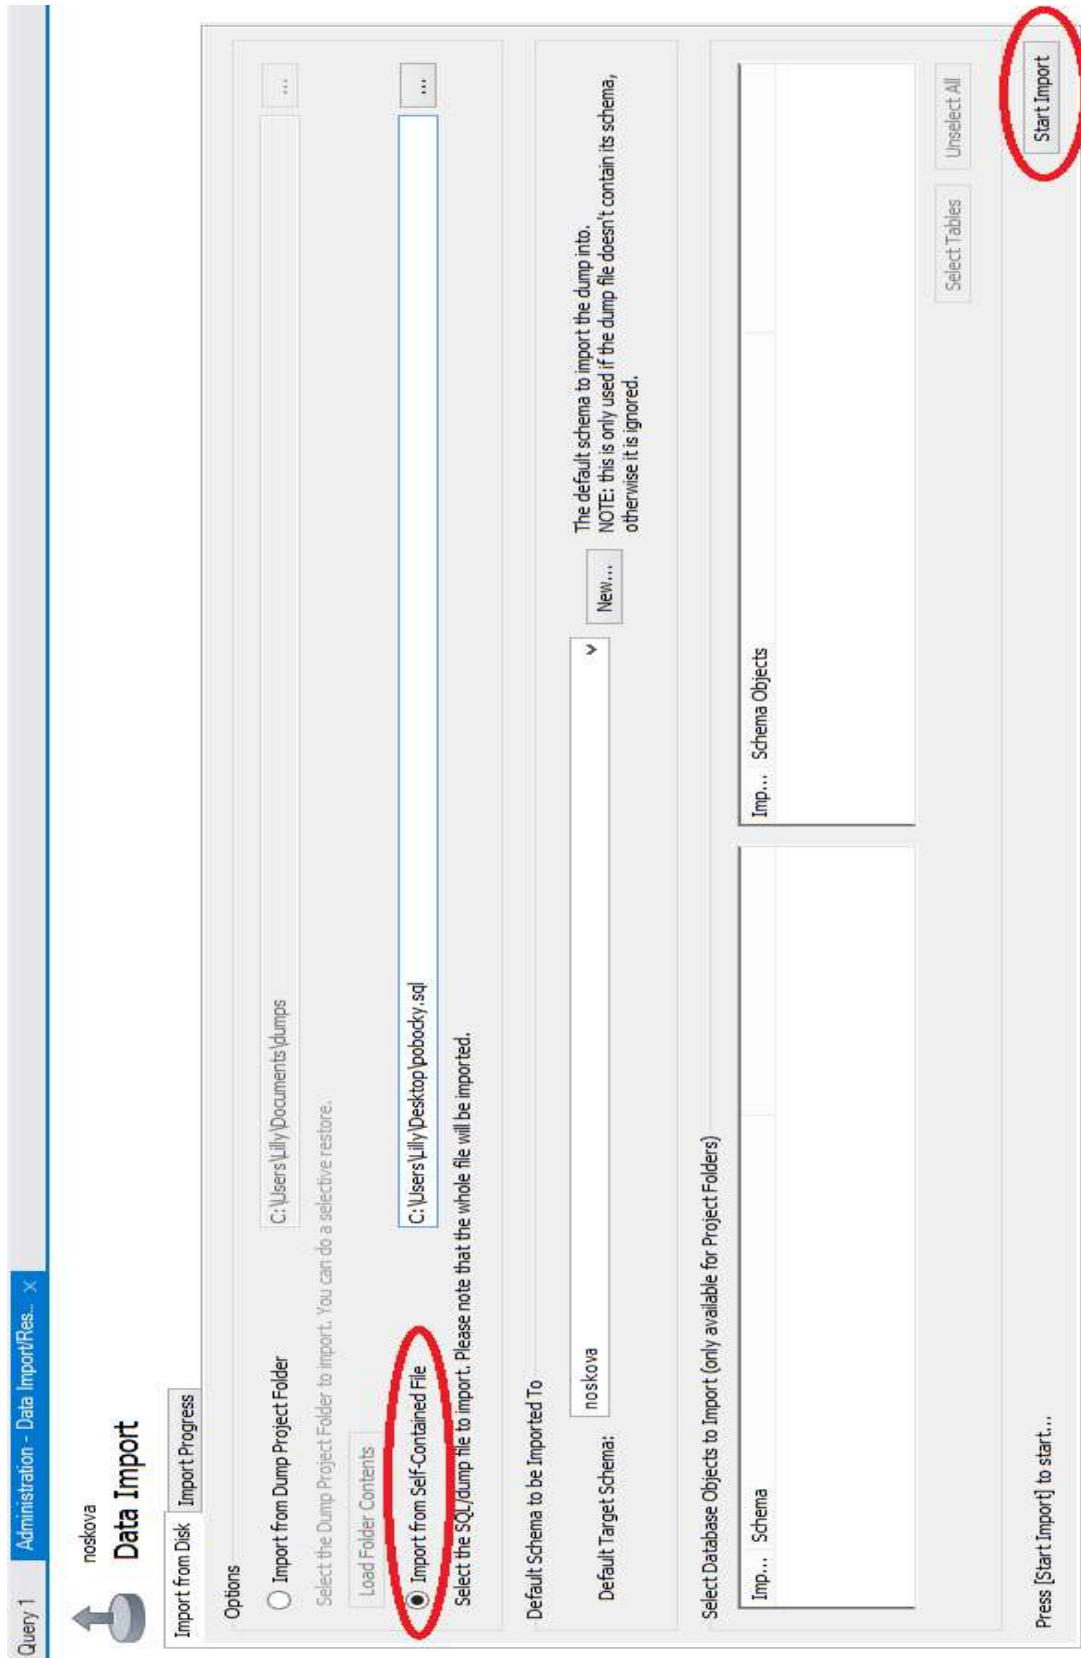 Query 1
Administration - Data Import/Res... ×
noskova
Data Import
Import from Disk
Import Progress
Options
Import from Dump Project Folder
C:\Users\Lilly\Documents\dumps
...
Select the Dump Project Folder to import. You can do a selective restore.
Load Folder Contents
Import from Self-Contained File
C:\Users\Lilly\Desktop\pobocky.sql
...
Select the SQL/dump file to import. Please note that the whole file will be imported.
Default Schema to be Imported To
Default Target Schema:
noskova
New...
The default schema to import the dump into.
NOTE: this is only used if the dump file doesn't contain its schema,
otherwise it is ignored.
Select Database Objects to Import (only available for Project Folders)
Imp... Schema
Imp... Schema Objects
Select Tables
Unselect All
Press [Start Import] to start...
Start Import